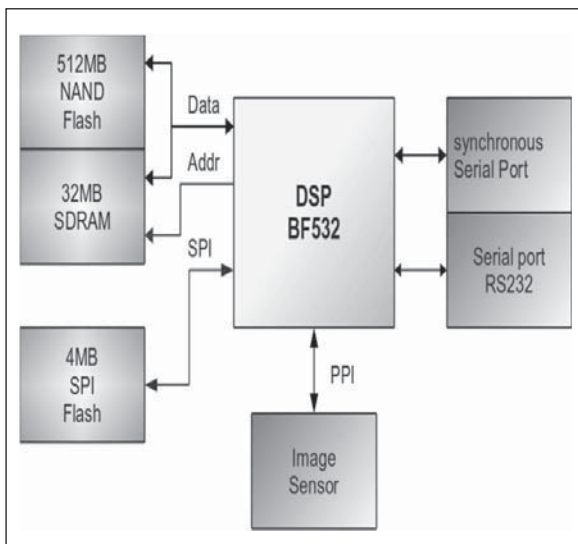 512MB
NAND
Flash
32MB
SDRAM
4MB
SPI
Flash
Data
Addr
SPI
DSP
BF532
PPI
Image
Sensor
synchronous
Serial Port
Serial port
RS232